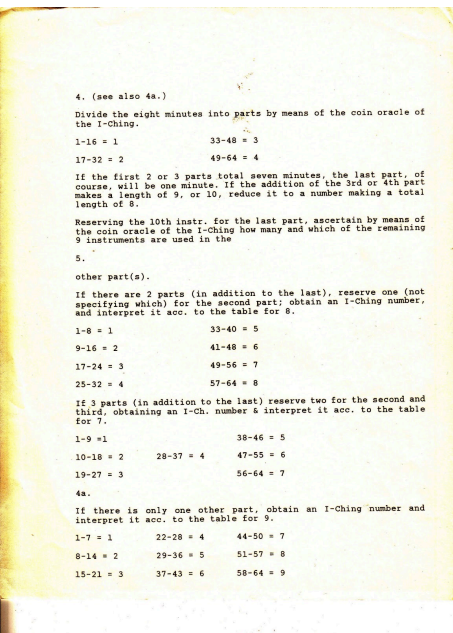 4. (see also 4a.)
Divide the eight minutes into parts by means of the coin oracle of
the I-Ching.
1-16 = 1 33-48 = 3
17-32 = 2 49-64 = 4
If the first 2 or 3 parts total seven minutes, the last part, of
course, will be one minute. If the addition of the 3rd or 4th part
makes a length of 9, or 10, reduce it to a number making a total
length of 8.
Reserving the 10th instr. for the last part, ascertain by means of
the coin oracle of the I-Ching how many and which of the remaining
9 instruments are used in the
5.
other part(s).
If there are 2 parts (in addition to the last), reserve one (not
specifying which) for the second part; obtain an I-Ching number,
and interpret it acc. to the table for 8.
1-8 = 1 33-40 = 5
9-16 = 2 41-48 = 6
17-24 = 3 49-56 = 7
25-32 = 4 57-64 = 8
If 3 parts (in addition to the last) reserve two for the second and
third, obtaining an I-Ch. number & interpret it acc. to the table
for 7.
1-9 =1 38-46 = 5
10-18 = 2 28-37 = 4 47-55 = 6
19-27 = 3 56-64 = 7
4a.
If there is only one other part, obtain an I-Ching number and
interpret it acc. to the table for 9.
1-7 = 1 22-28 = 4 44-50 = 7
8-14 = 2 29-36 = 5 51-57 = 8
15-21 = 3 37-43 = 6 58-64 = 9